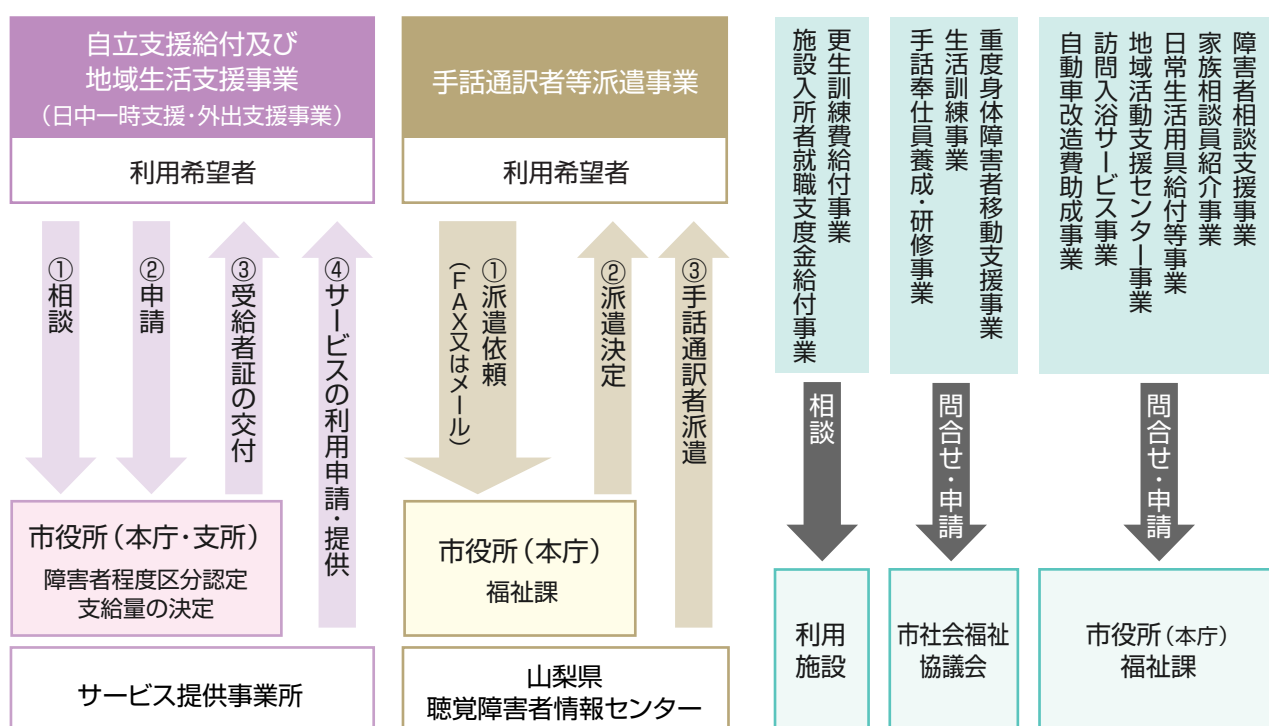 自立支援給付及び
地域生活支援事業
（日中一時支援・外出支援事業）
利用希望者
①相談
②申請
③受給者証の交付
④サービスの利用申請・提供
市役所（本庁・支所）
障害者程度区分認定
支給量の決定
サービス提供事業所
手話通訳者等派遣事業
利用希望者
①派遣依頼
（FAX又はメール）
②派遣決定
③手話通訳者派遣
市役所（本庁）
福祉課
山梨県
聴覚障害者情報センター
更生訓練費給付事業
施設入所者就職支度金給付事業
相談
利用
施設
重度身体障害者移動支援事業
生活訓練事業
手話奉仕員養成・研修事業
問合せ・申請
市社会福祉
協議会
障害者相談支援事業
家族相談員紹介事業
日常生活用具給付等事業
地域活動支援センター事業
訪問入浴サービス事業
自動車改造費助成事業
問合せ・申請
市役所（本庁）
福祉課